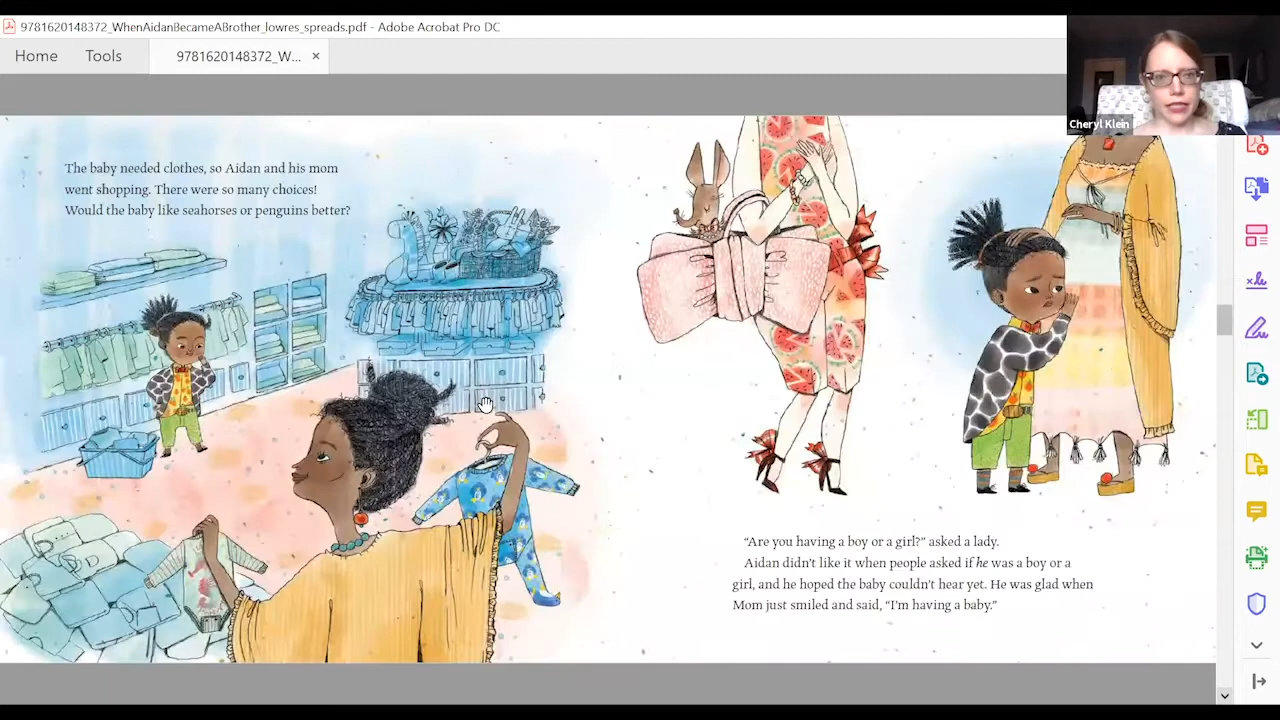 9781620148372_WhenAidanBecameABrother_lowres_spreads.pdf - Adobe Acrobat Pro DC
Home
Tools
9781620148372_W...
Cheryl Klein
The baby needed clothes, so Aidan and his mom
went shopping. There were so many choices!
Would the baby like seahorses or penguins better?
“Are you having a boy or a girl?” asked a lady.
Aidan didn’t like it when people asked if he was a boy or a
girl, and he hoped the baby couldn’t hear yet. He was glad when
Mom just smiled and said, “I’m having a baby.”